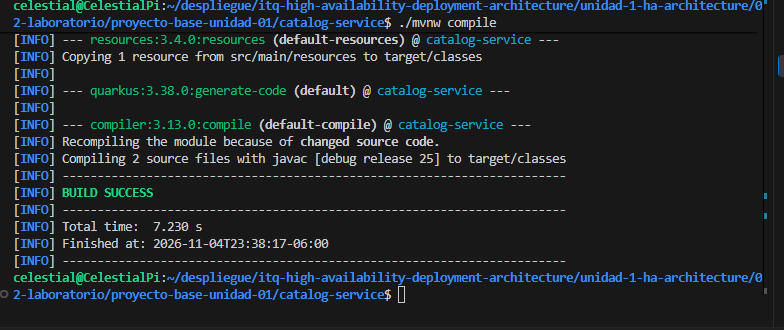 celestial@CelestialPi:~/despliegue/itq-high-availability-deployment-architecture/unidad-1-ha-architecture/0
2-laboratorio/proyecto-base-unidad-01/catalog-service$ ./mvnw compile
[INFO] --- resources:3.4.0:resources (default-resources) @ catalog-service ---
[INFO] Copying 1 resource from src/main/resources to target/classes
[INFO]
[INFO] --- quarkus:3.38.0:generate-code (default) @ catalog-service ---
[INFO]
[INFO] --- compiler:3.13.0:compile (default-compile) @ catalog-service ---
[INFO] Recompiling the module because of changed source code.
[INFO] Compiling 2 source files with javac [debug release 25] to target/classes
[INFO] ------------------------------------------------------------------------
[INFO] BUILD SUCCESS
[INFO] ------------------------------------------------------------------------
[INFO] Total time:  7.230 s
[INFO] Finished at: 2026-11-04T23:38:17-06:00
[INFO] ------------------------------------------------------------------------
celestial@CelestialPi:~/despliegue/itq-high-availability-deployment-architecture/unidad-1-ha-architecture/0
2-laboratorio/proyecto-base-unidad-01/catalog-service$